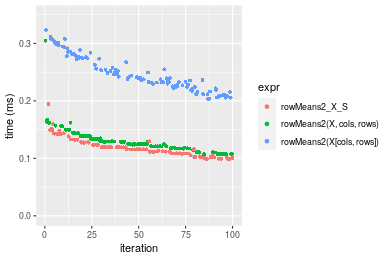 0.3
0.2
0.1
0.0
time (ms)
0
25
50
75
100
iteration
expr
rowMeans2_X_S
rowMeans2(X, cols, rows)
rowMeans2(X[cols, rows])